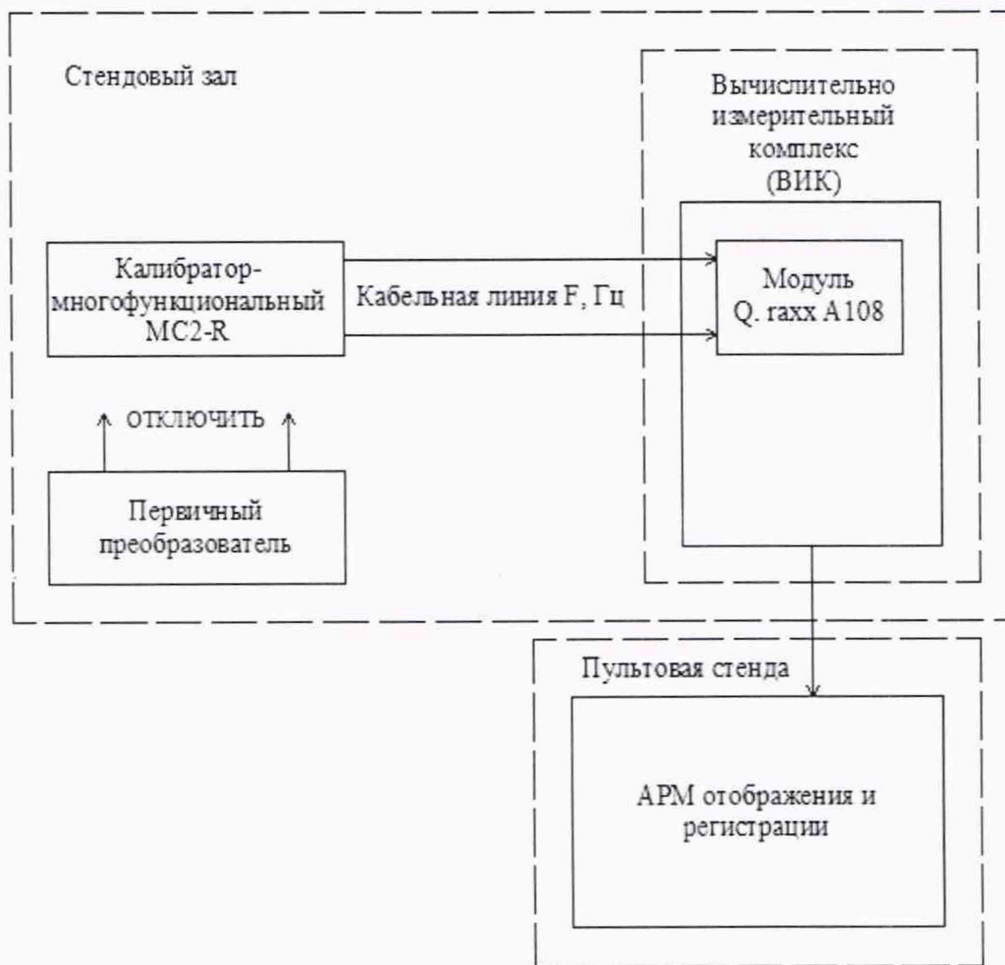 Стендовый зал
Вычислительно
измерительный
комплекс
(ВИК)
Калибратор-
многофункциональный
МС2-R
Кабельная линия F, Гц
Модуль
Q. raxx A108
ОТКЛЮЧИТЬ
Первичный
преобразователь
Пультовая стенда
АРМ отображения и
регистрации